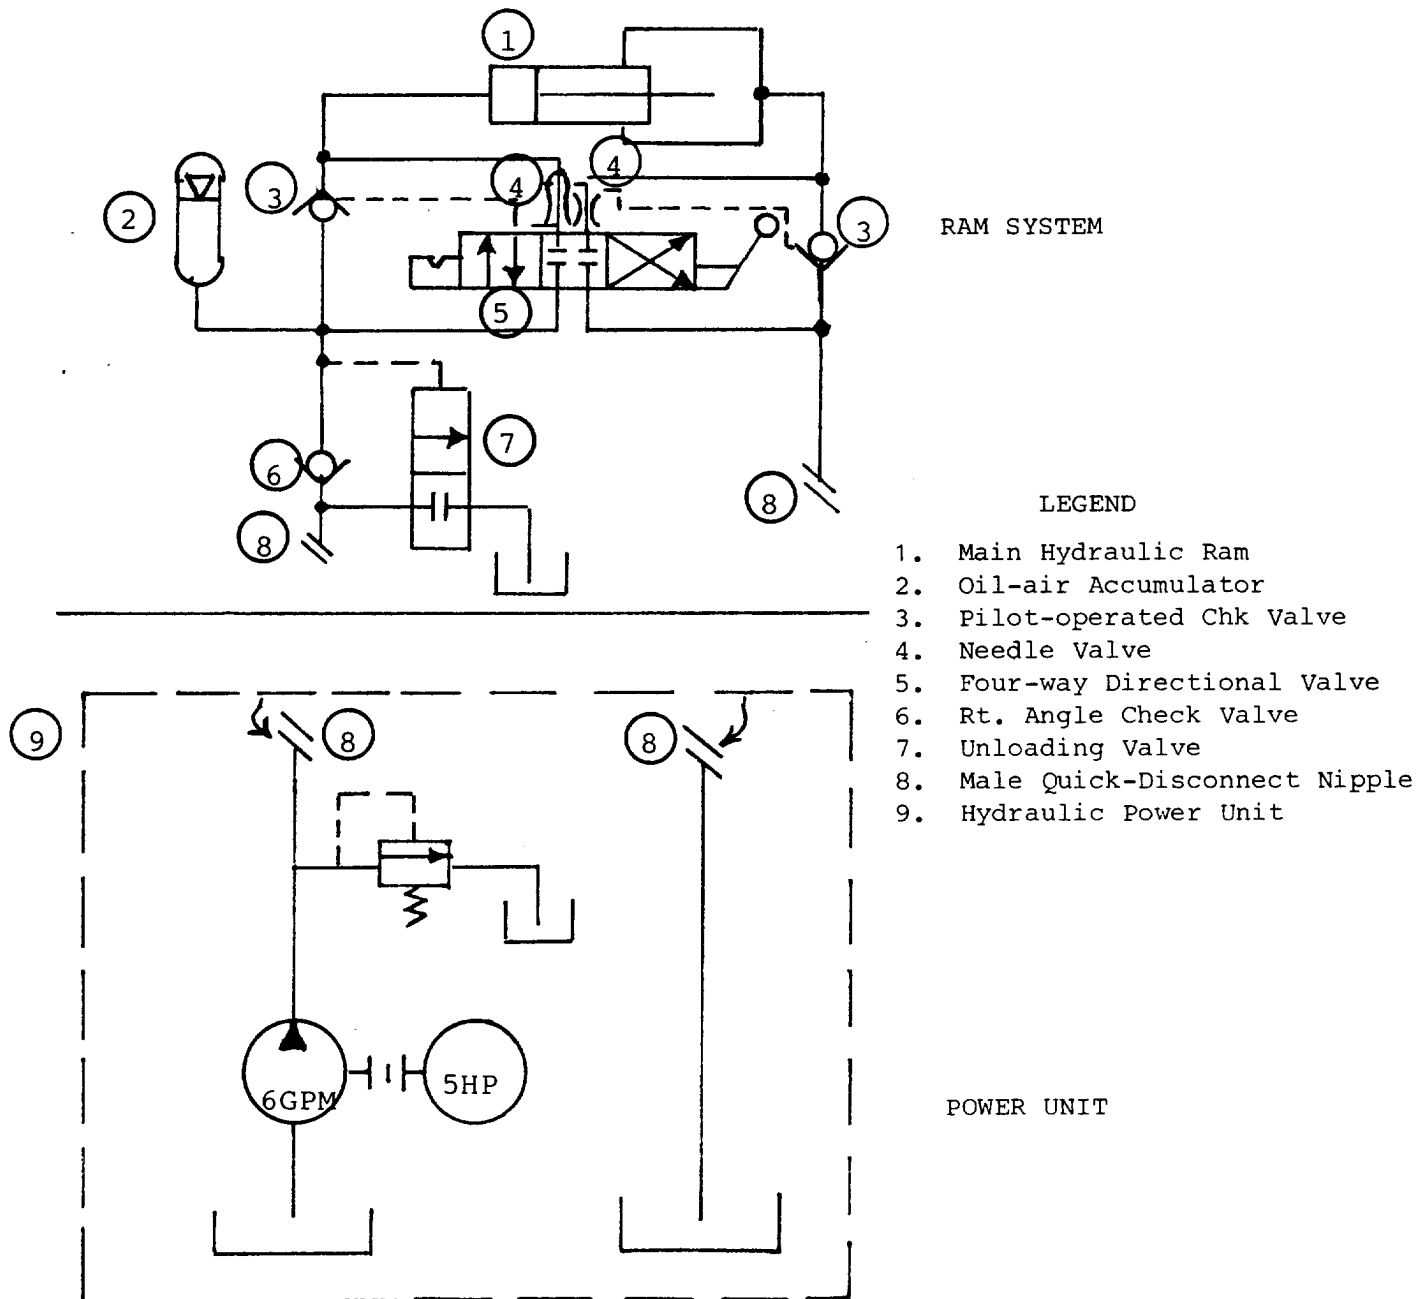 1
4
4
3
2
3
RAM SYSTEM
5
7
6
8
8
LEGEND
1. Main Hydraulic Ram
2. Oil-air Accumulator
3. Pilot-operated Chk Valve
4. Needle Valve
5. Four-way Directional Valve
6. Rt. Angle Check Valve
7. Unloading Valve
8. Male Quick-Disconnect Nipple
9. Hydraulic Power Unit
9
8
8
6GPM
5HP
POWER UNIT